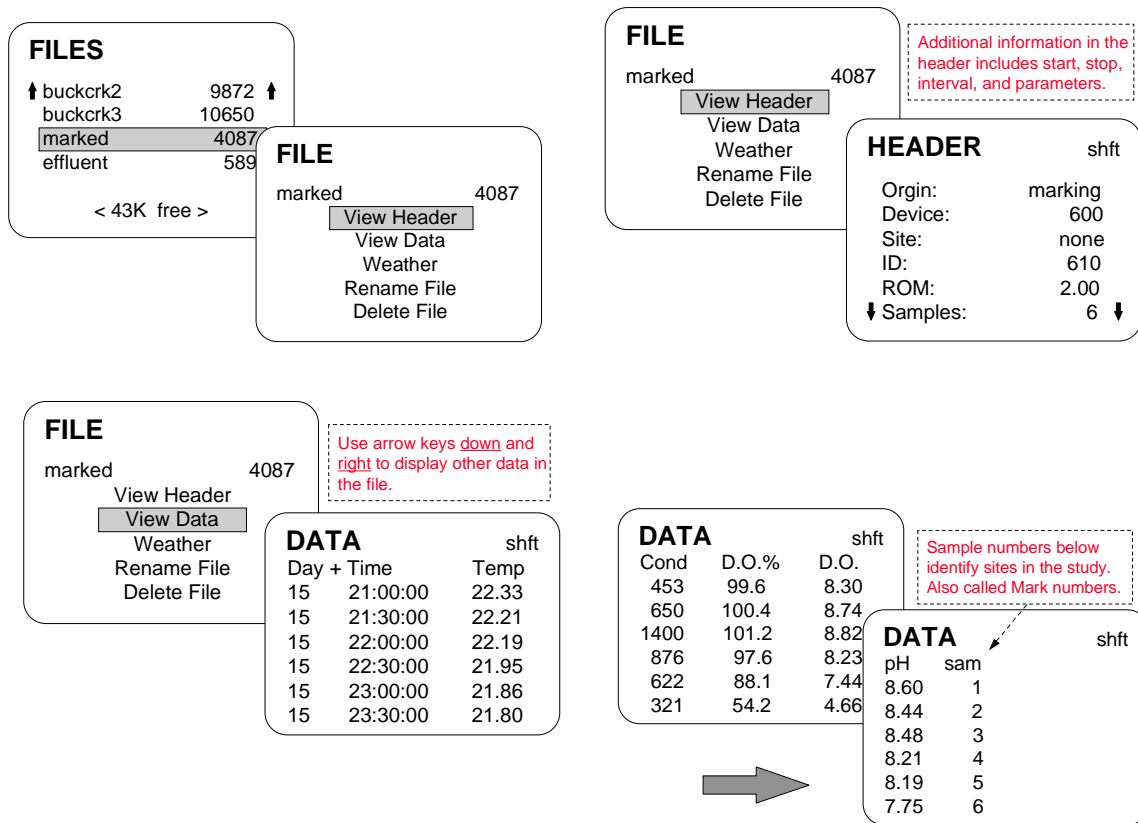 FILES
buckcrk2 9872
buckcrk3 10650
marked 4087
effluent 589
< 43K free >
FILE
marked 4087
View Header
View Data
Weather
Rename File
Delete File
FILE
marked 4087
View Header
View Data
Weather
Rename File
Delete File
Additional information in the
header includes start, stop,
interval, and parameters.
HEADER shft
Orgin: marking
Device: 600
Site: none
ID: 610
ROM: 2.00
Samples: 6
FILE
marked 4087
View Header
View Data
Weather
Rename File
Delete File
Use arrow keys down and
right to display other data in
the file.
DATA shft
Day + Time Temp
15 21:00:00 22.33
15 21:30:00 22.21
15 22:00:00 22.19
15 22:30:00 21.95
15 23:00:00 21.86
15 23:30:00 21.80
DATA shft
Cond D.O.% D.O.
453 99.6 8.30
650 100.4 8.74
1400 101.2 8.82
876 97.6 8.23
622 88.1 7.44
321 54.2 4.66
Sample numbers below
identify sites in the study.
Also called Mark numbers.
DATA shft
pH sam
8.60 1
8.44 2
8.48 3
8.21 4
8.19 5
7.75 6